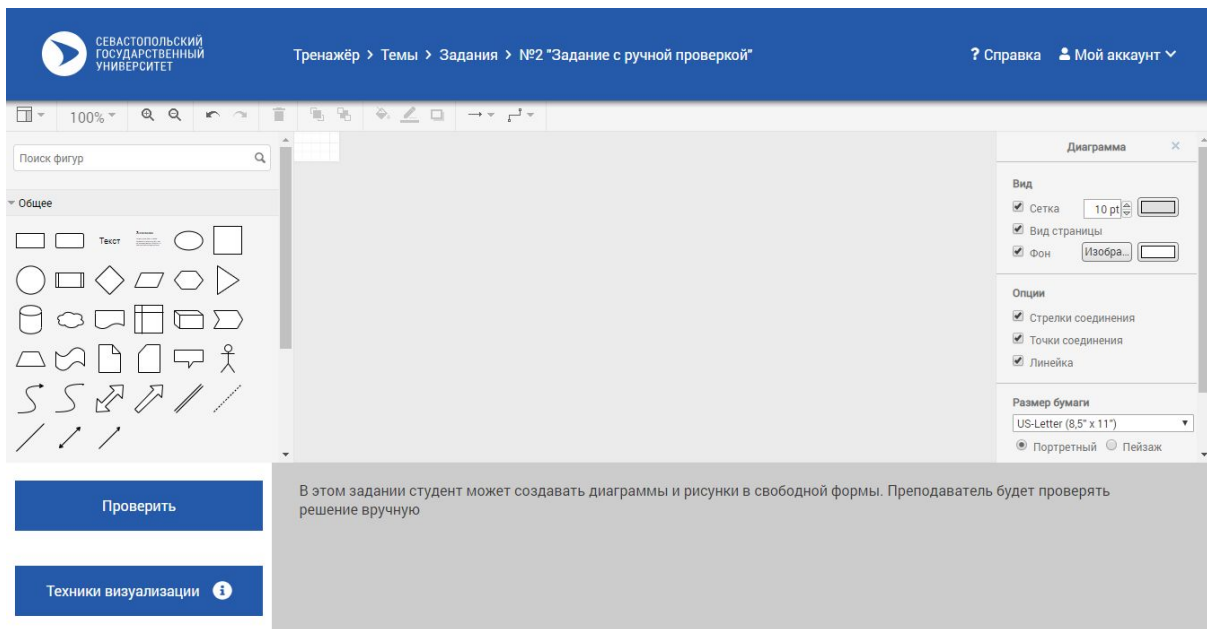 СЕВАСТОПОЛЬСКИЙ
ГОСУДАРСТВЕННЫЙ
УНИВЕРСИТЕТ
Тренажёр > Темы > Задания > №2 "Задание с ручной проверкой"
? Справка
Мой аккаунт
100%
Поиск фигур
Общее
Текст
Диаграмма
Вид
Сетка 10 pt
Вид страницы
Фон Изобра...
Опции
Стрелки соединения
Точки соединения
Линейка
Размер бумаги
US-Letter (8,5" x 11")
Портретный Пейзаж
Проверить
Техники визуализации
В этом задании студент может создавать диаграммы и рисунки в свободной формы. Преподаватель будет проверять
решение вручную